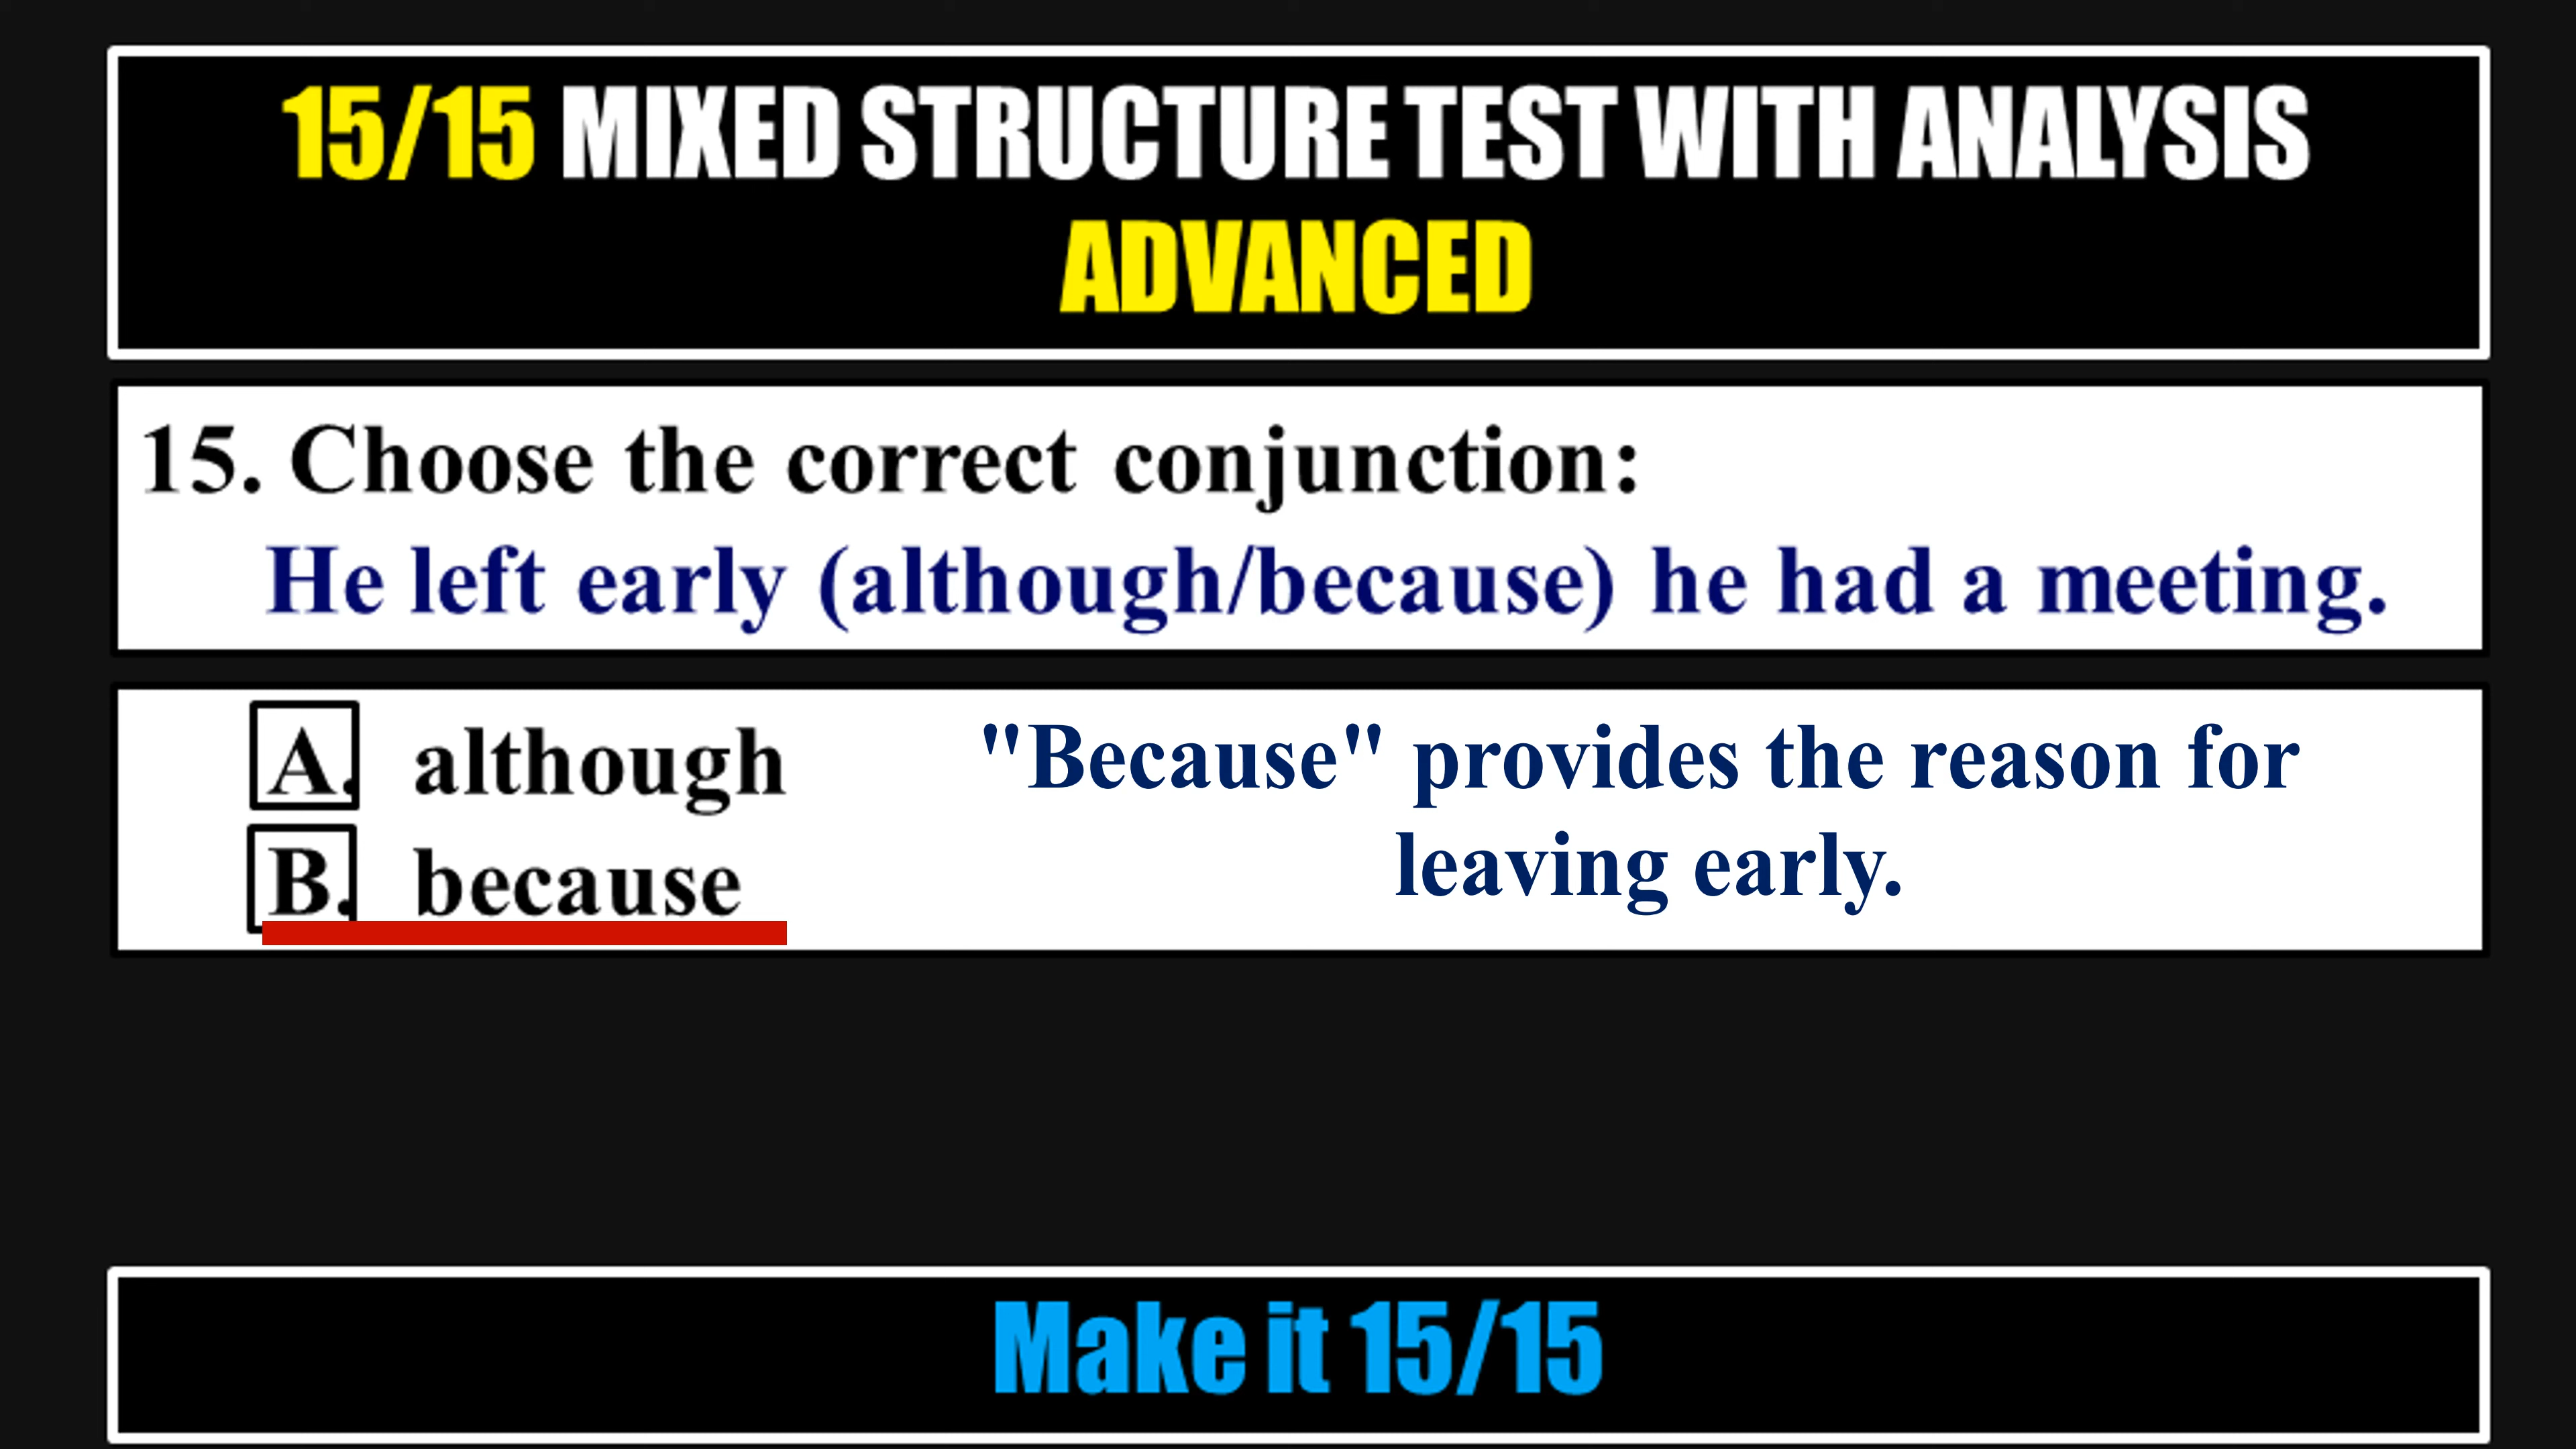 15/15 MIXED STRUCTURE TEST WITH ANALYSIS
ADVANCED
15. Choose the correct conjunction:
He left early (although/because) he had a meeting.
A. although
B. because
"Because" provides the reason for
leaving early.
Make it 15/15